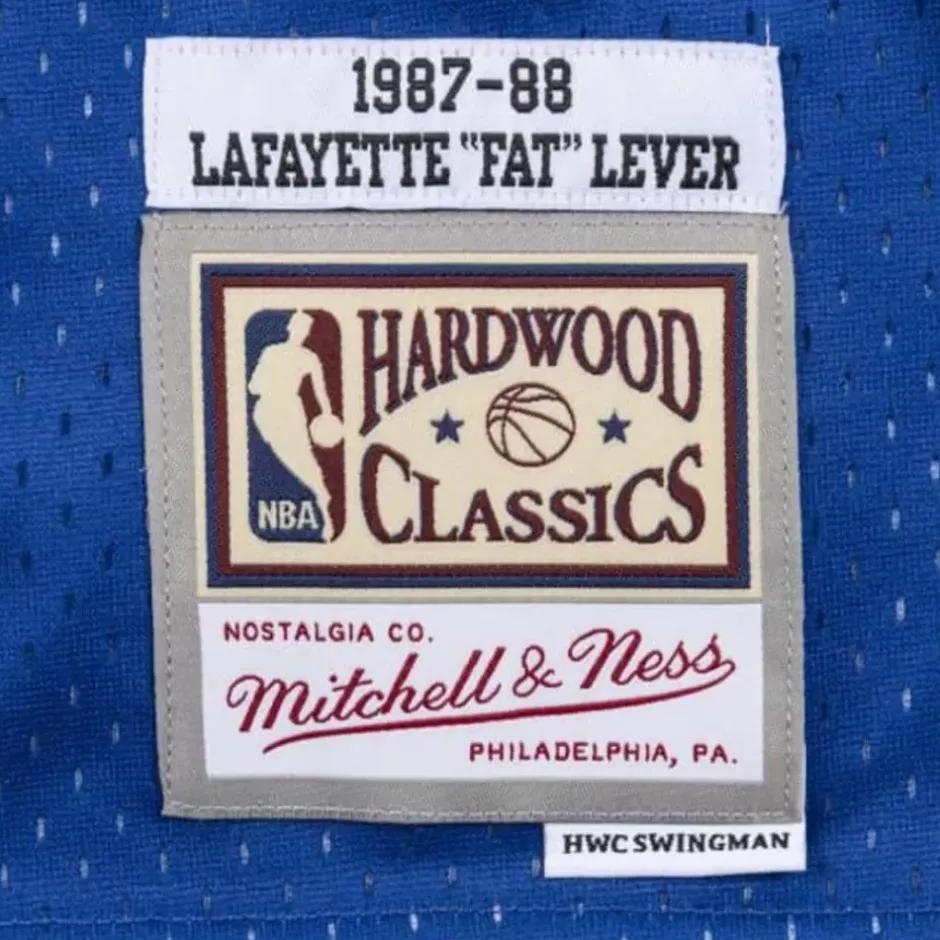 1987-88
LAFAYETTE "FAT" LEVER
HARDWOOD
CLASSICS
NBA
NOSTALGIA CO.
Mitchell & Ness
PHILADELPHIA, PA.
HWC SWINGMAN